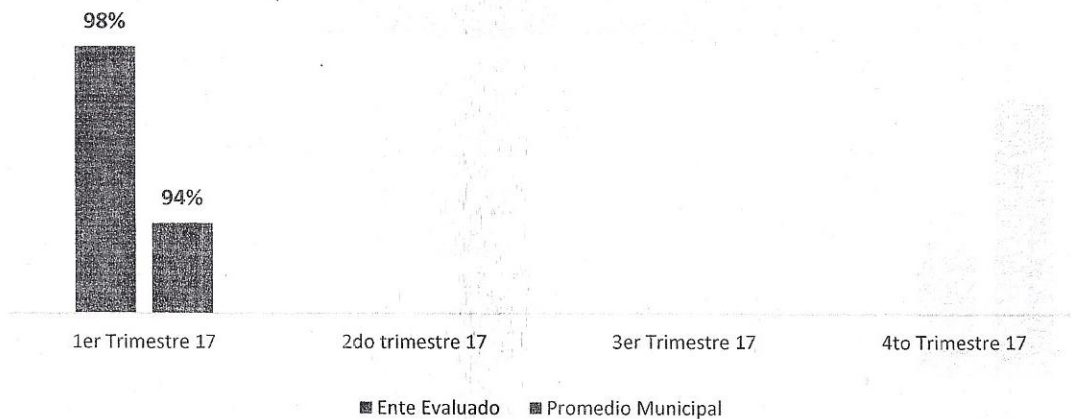 98%
94%
1er Trimestre 17 2do trimestre 17 3er Trimestre 17 4to Trimestre 17
Ente Evaluado Promedio Municipal